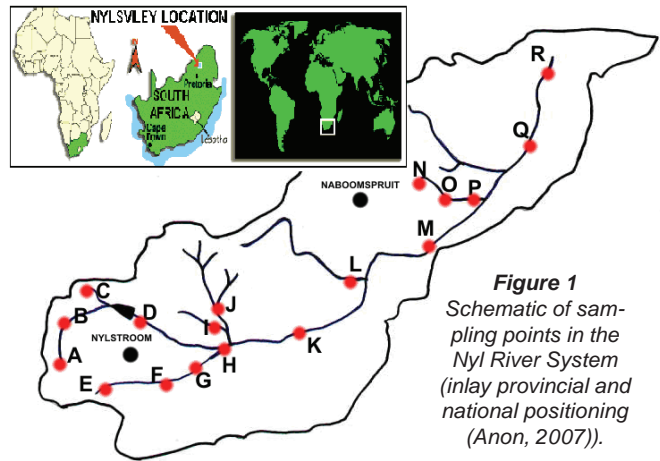 NYLSVLEY LOCATION
Pretoria
SOUTH
AFRICA
Cape
Town
Lesotho
R
Q
N
O
P
NABOOMSPRUIT
M
L
C
B
D
J
I
NYLSTROOM
H
K
A
E
F
G
Figure 1
Schematic of sam-
pling points in the
Nyl River System
(inlay provincial and
national positioning
(Anon, 2007)).